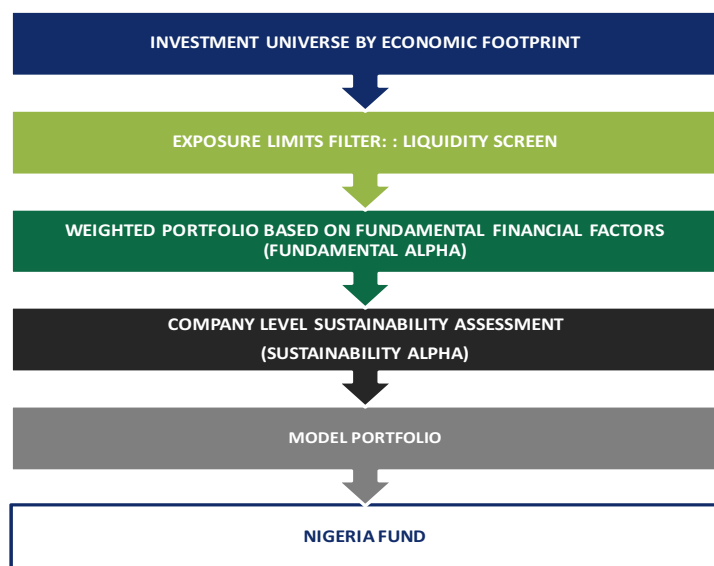 INVESTMENT UNIVERSE BY ECONOMIC FOOTPRINT
EXPOSURE LIMITS FILTER: : LIQUIDITY SCREEN
WEIGHTED PORTFOLIO BASED ON FUNDAMENTAL FINANCIAL FACTORS
(FUNDAMENTAL ALPHA)
COMPANY LEVEL SUSTAINABILITY ASSESSMENT
(SUSTAINABILITY ALPHA)
MODEL PORTFOLIO
NIGERIA FUND